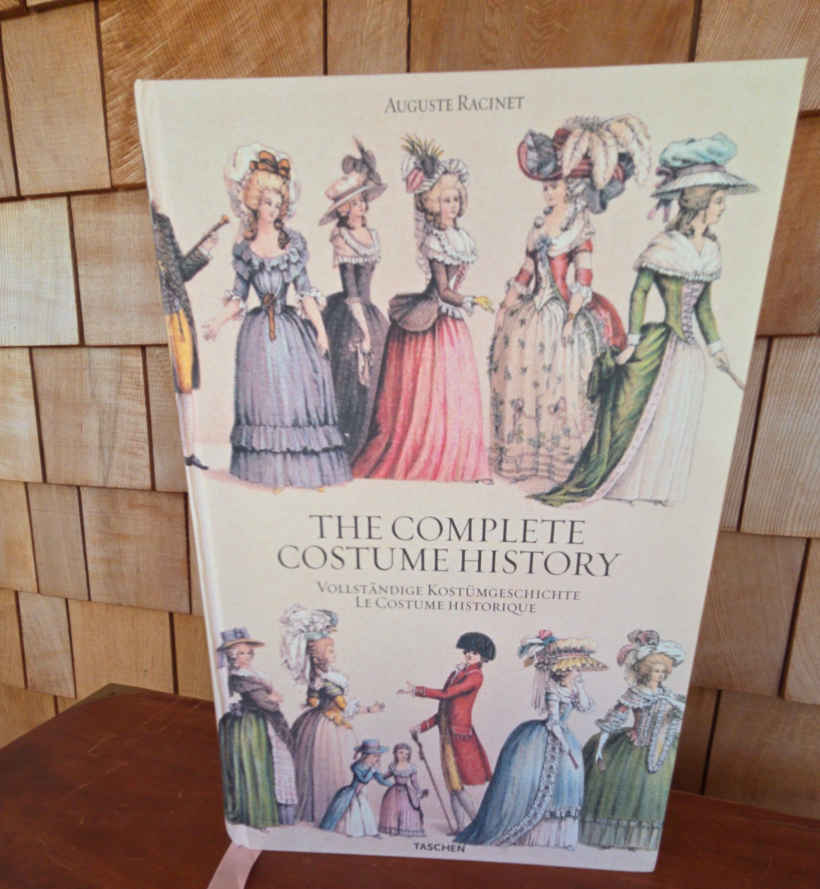 Auguste Racinet
THE COMPLETE
COSTUME HISTORY
Vollständige Kostümgeschichte
Le Costume historique
TASCHEN